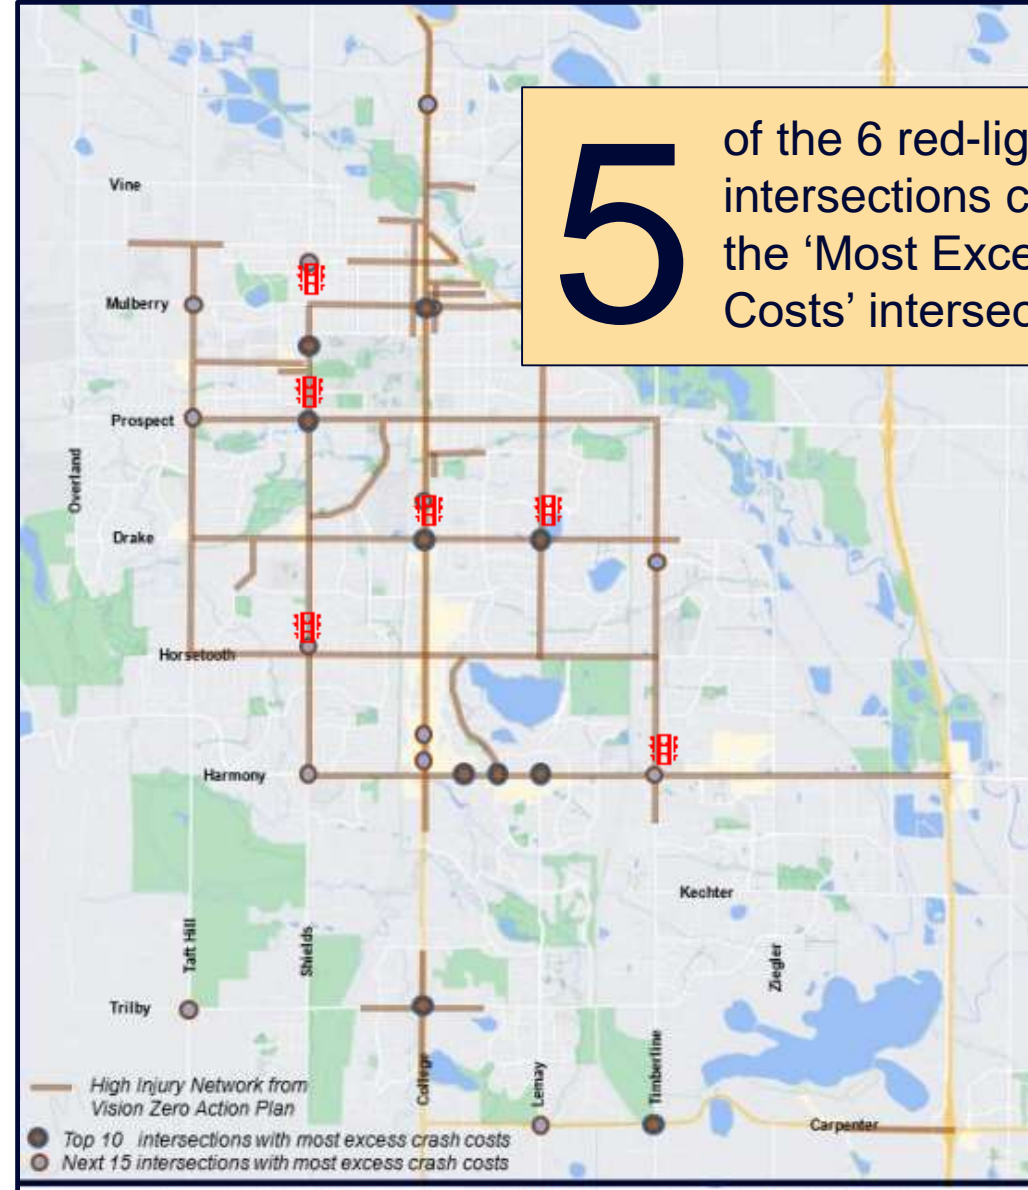 5
of the 6 red-lig
intersections c
the ‘Most Exce
Costs’ intersec
Vine
Mulberry
Prospect
Overland
Drake
Horsetooth
Harmony
Kechter
Taft Hill
Shields
Ziegler
Trilby
College
Lemay
Timberline
Carpenter
High Injury Network from
Vision Zero Action Plan
Top 10 intersections with most excess crash costs
Next 15 intersections with most excess crash costs